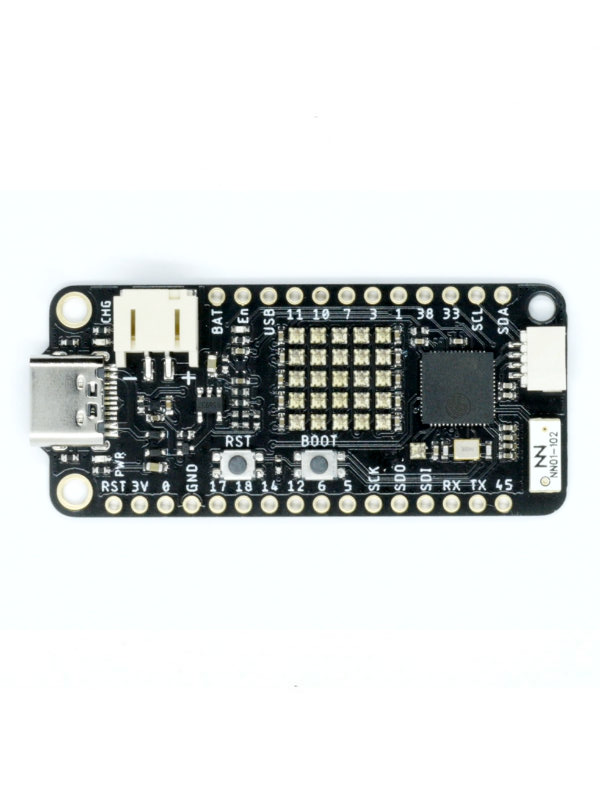 CHG
BAT En USB 11 10 7 3 1 38 33 SCL SDA
- +
PWR
RST BOOT
NN
NN01-102
RST 3V 0 GND 17 18 14 12 6 5 SCK SDO SDI RX TX 45